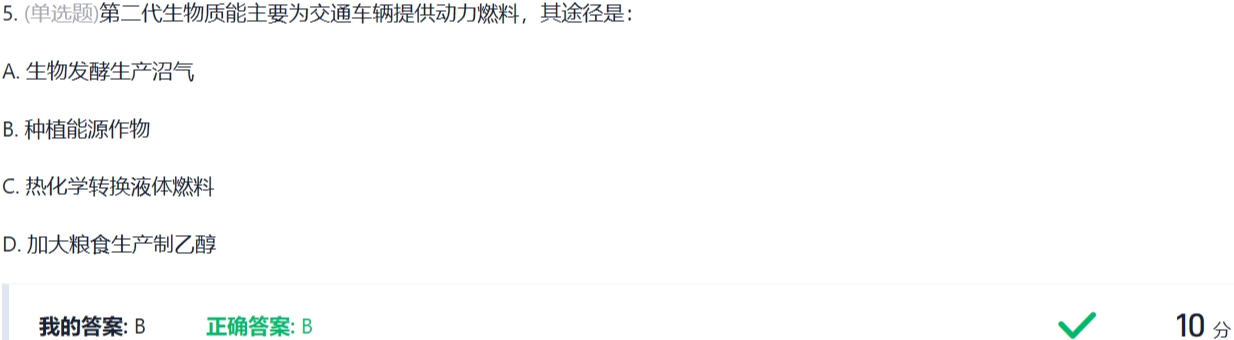 5. (单选题)第二代生物质能主要为交通车辆提供动力燃料，其途径是：
A. 生物发酵生产沼气
B. 种植能源作物
C. 热化学转换液体燃料
D. 加大粮食生产制乙醇
我的答案: B 正确答案: B 10 分